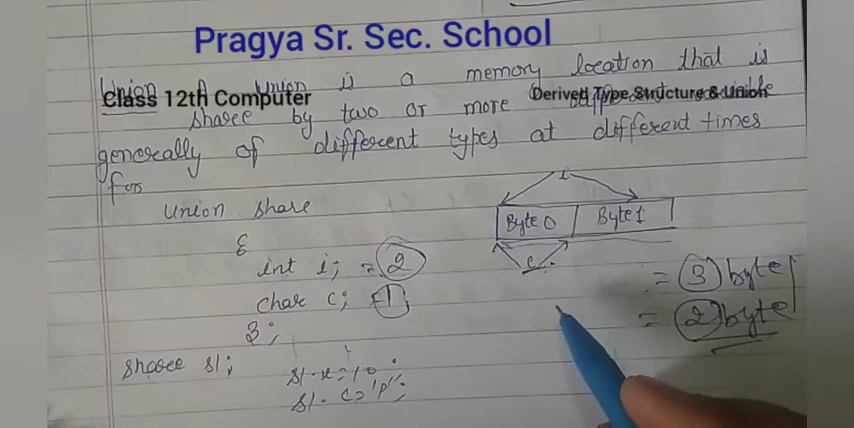 Pragya Sr. Sec. School
Union A Union is a memory location that is
Class 12th Computer
Derived Type Structure & Union
sharee by two or more different variable
generally of different types at different times
for
Union share
{
int i; = 2
char c; = 1
};
sharee s1;
s1.x=10;
s1.c='p';
i
Byte 0 Byte 1
c
= 3 byte
= 2 byte